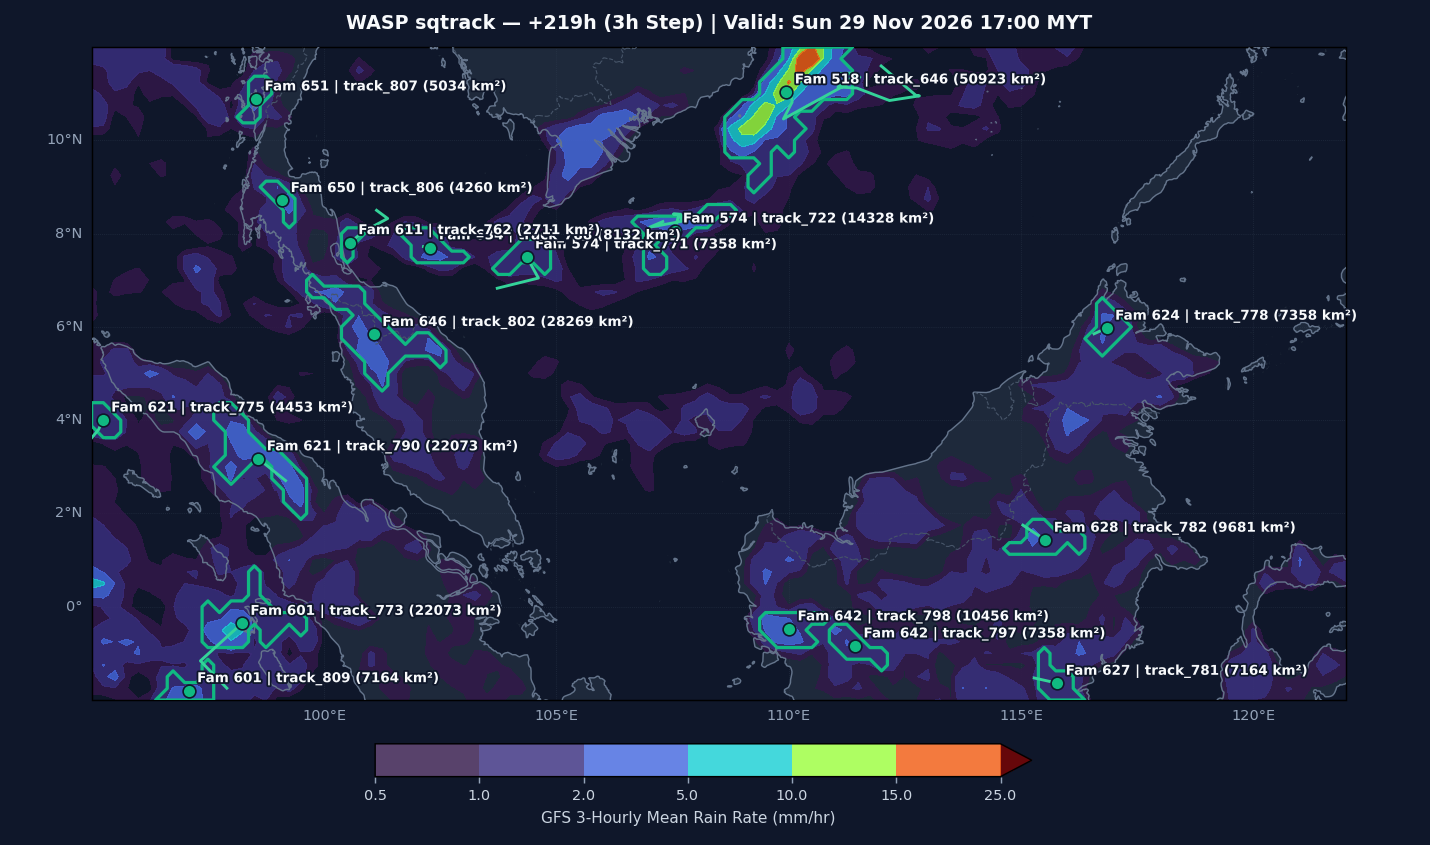 WASP sqtrack — +219h (3h Step) | Valid: Sun 29 Nov 2026 17:00 MYT
Fam 518 | track_646 (50923 km²)
Fam 651 | track_807 (5034 km²)
10°N
Fam 650 | track_806 (4260 km²)
Fam 574 | track_722 (14328 km²)
Fam 611 | track_762 (2711 km²)
8°N
(8132 km²)
Fam 574 | track_771 (7358 km²)
6°N
Fam 624 | track_778 (7358 km²)
Fam 646 | track_802 (28269 km²)
Fam 621 | track_775 (4453 km²)
4°N
Fam 621 | track_790 (22073 km²)
2°N
Fam 628 | track_782 (9681 km²)
0°
Fam 601 | track_773 (22073 km²)
Fam 642 | track_798 (10456 km²)
Fam 642 | track_797 (7358 km²)
Fam 627 | track_781 (7164 km²)
Fam 601 | track_809 (7164 km²)
100°E 105°E 110°E 115°E 120°E
0.5 1.0 2.0 5.0 10.0 15.0 25.0
GFS 3-Hourly Mean Rain Rate (mm/hr)